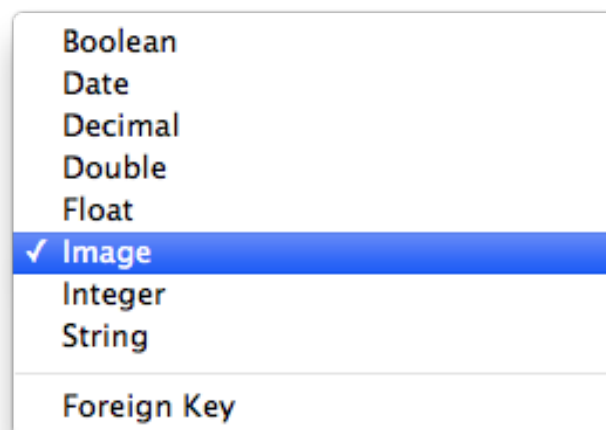 Boolean
Date
Decimal
Double
Float
✓ Image
Integer
String
Foreign Key